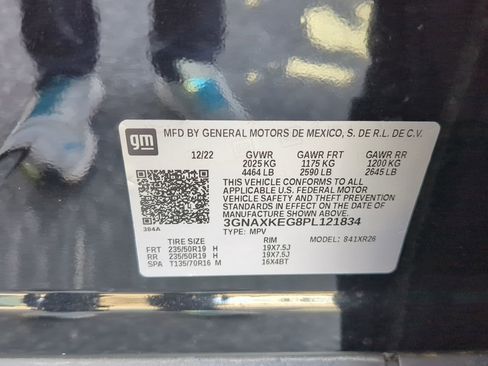 gm MFD BY GENERAL MOTORS DE MEXICO, S. DE R.L. DE C.V.
12/22 GVWR GAWR FRT GAWR RR
2025 KG 1175 KG 1200 KG
4464 LB 2590 LB 2645 LB
THIS VEHICLE CONFORMS TO ALL
APPLICABLE U.S. FEDERAL MOTOR
VEHICLE SAFETY AND THEFT
PREVENTION STANDARDS IN EFFECT
ON THE DATE OF MANUFACTURE
SHOWN ABOVE.
3GNAXKEG8PL121834
384A TYPE: MPV MODEL: 841XR26
TIRE SIZE RIM
FRT 235/50R19 H 19X7.5J
RR 235/50R19 H 19X7.5J
SPA T135/70R16 M 16X4BT